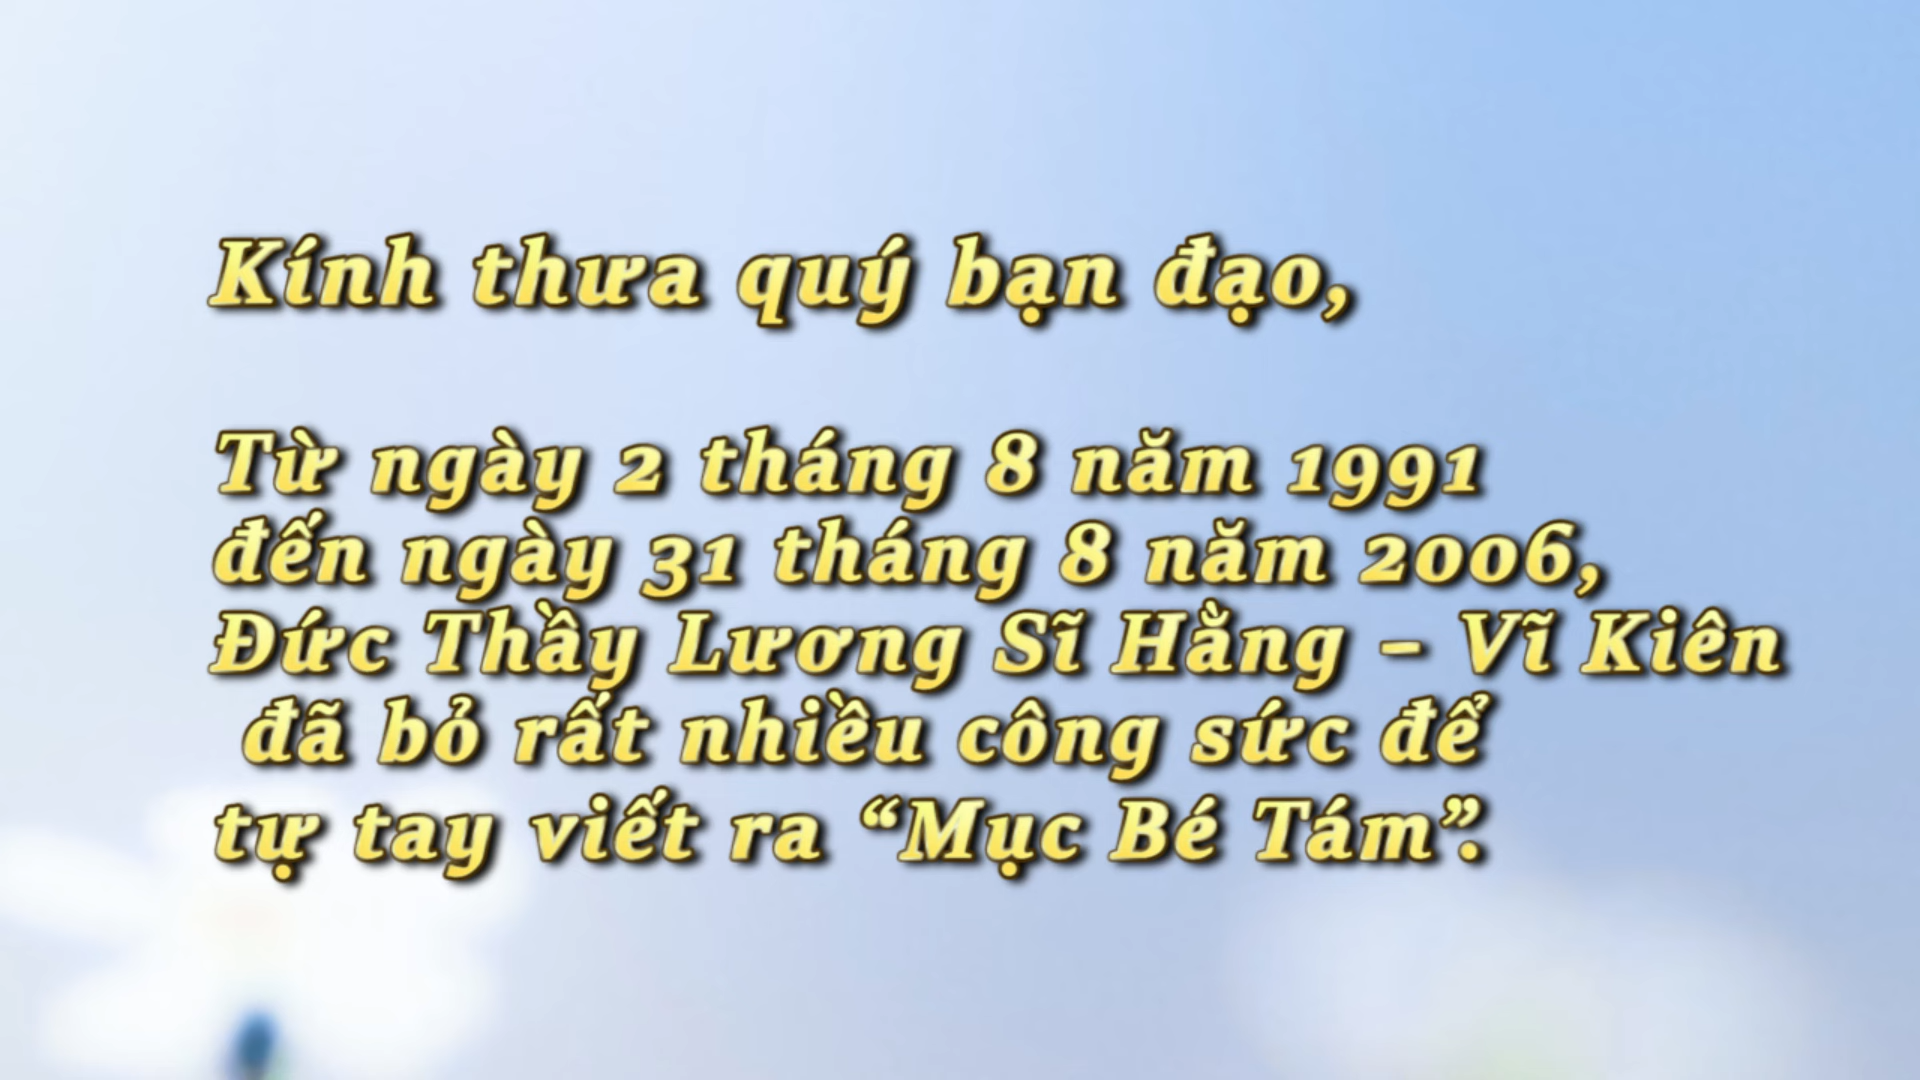 Kính thưa quý bạn đạo,
Từ ngày 2 tháng 8 năm 1991
đến ngày 31 tháng 8 năm 2006,
Đức Thầy Lương Sĩ Hằng – Vĩ Kiên
đã bỏ rất nhiều công sức để
tự tay viết ra “Mục Bé Tám”.